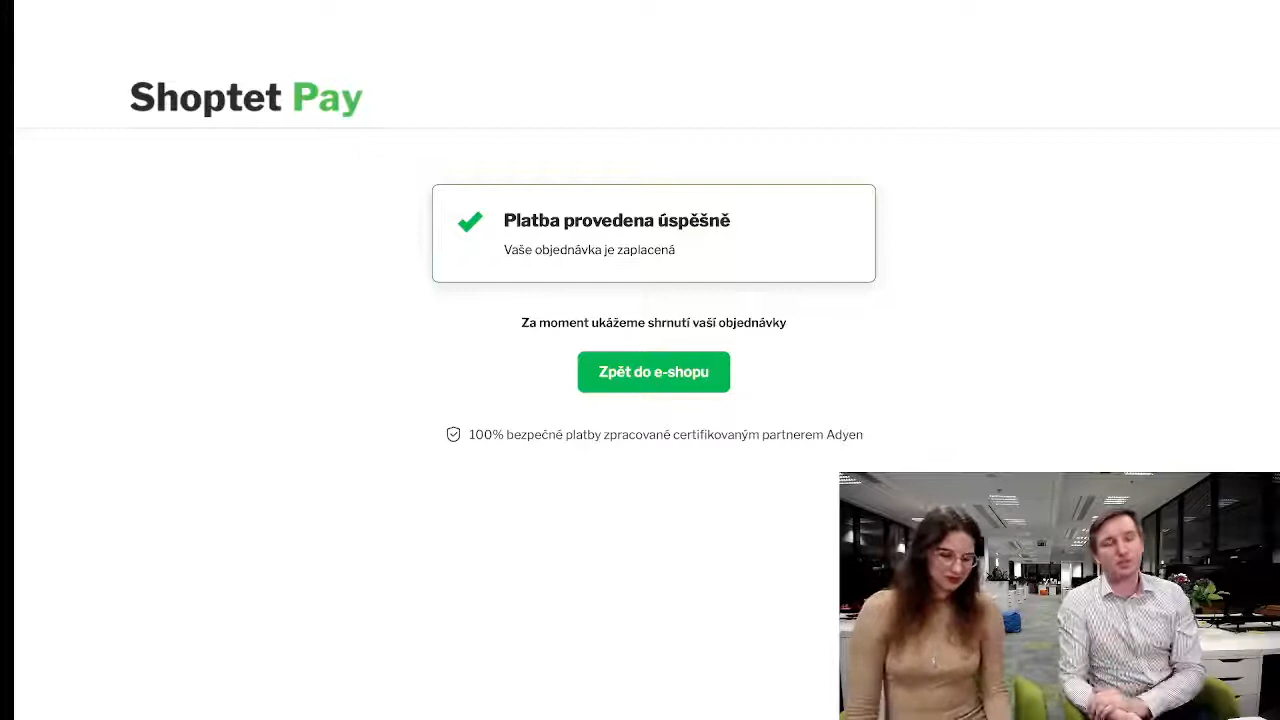 Shoptet Pay
Platba provedena úspěšně
Vaše objednávka je zaplacená
Za moment ukážeme shrnutí vaší objednávky
Zpět do e-shopu
100% bezpečné platby zpracované certifikovaným partnerem Adyen